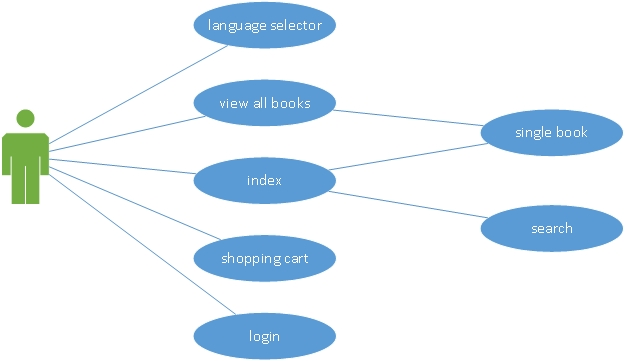 language selector
view all books
single book
index
search
shopping cart
login